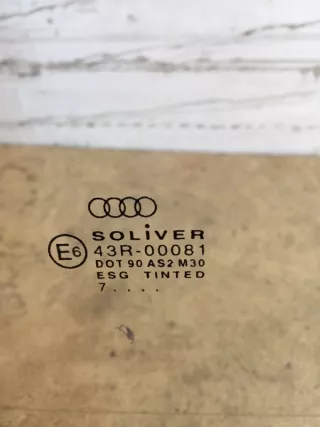 SOLiVER
E6 43R-00081
DOT 90 AS2 M30
ESG TINTED
7....